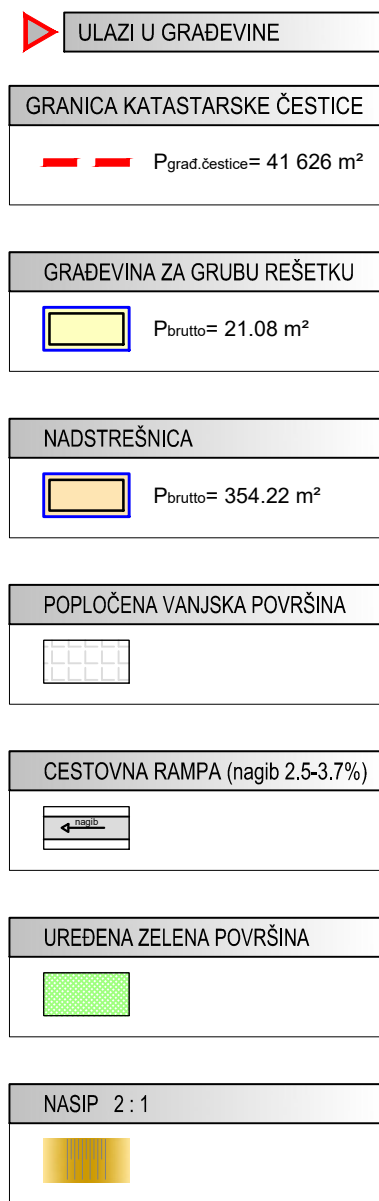 ULAZI U GRAĐEVINE
GRANICA KATASTARSKE ČESTICE
Pgrađ.čestice= 41 626 m²
GRAĐEVINA ZA GRUBU REŠETKU
Pbrutto= 21.08 m²
NADSTREŠNICA
Pbrutto= 354.22 m²
POPLOČENA VANJSKA POVRŠINA
CESTOVNA RAMPA (nagib 2.5-3.7%)
nagib
UREĐENA ZELENA POVRŠINA
NASIP 2 : 1